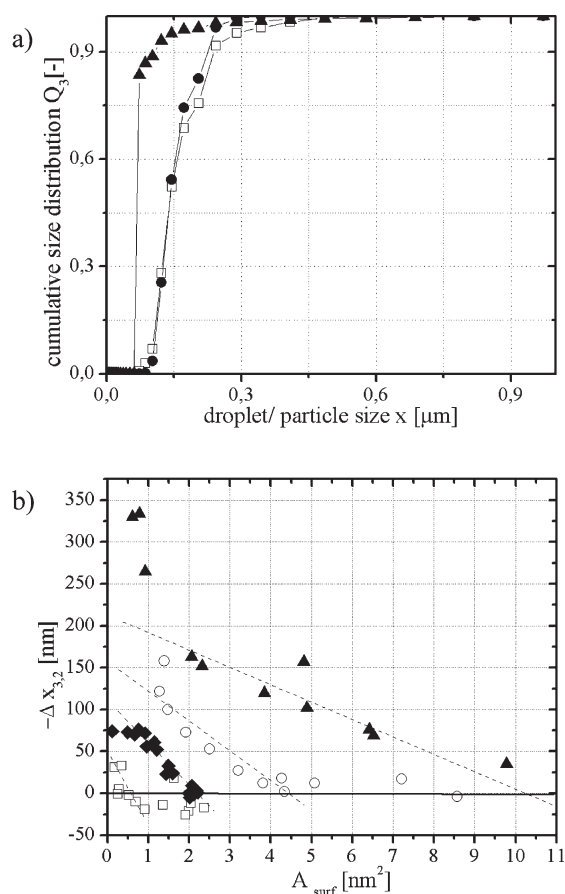 a)
cumulative size distribution Q3[-]
0,9
0,6
0,3
0,0
0,0 0,3 0,6 0,9
droplet/ particle size x [μm]
b)
−Δ x3,2 [nm]
350
300
250
200
150
100
50
0
-50
0 1 2 3 4 5 6 7 8 9 10 11
A surf [nm²]